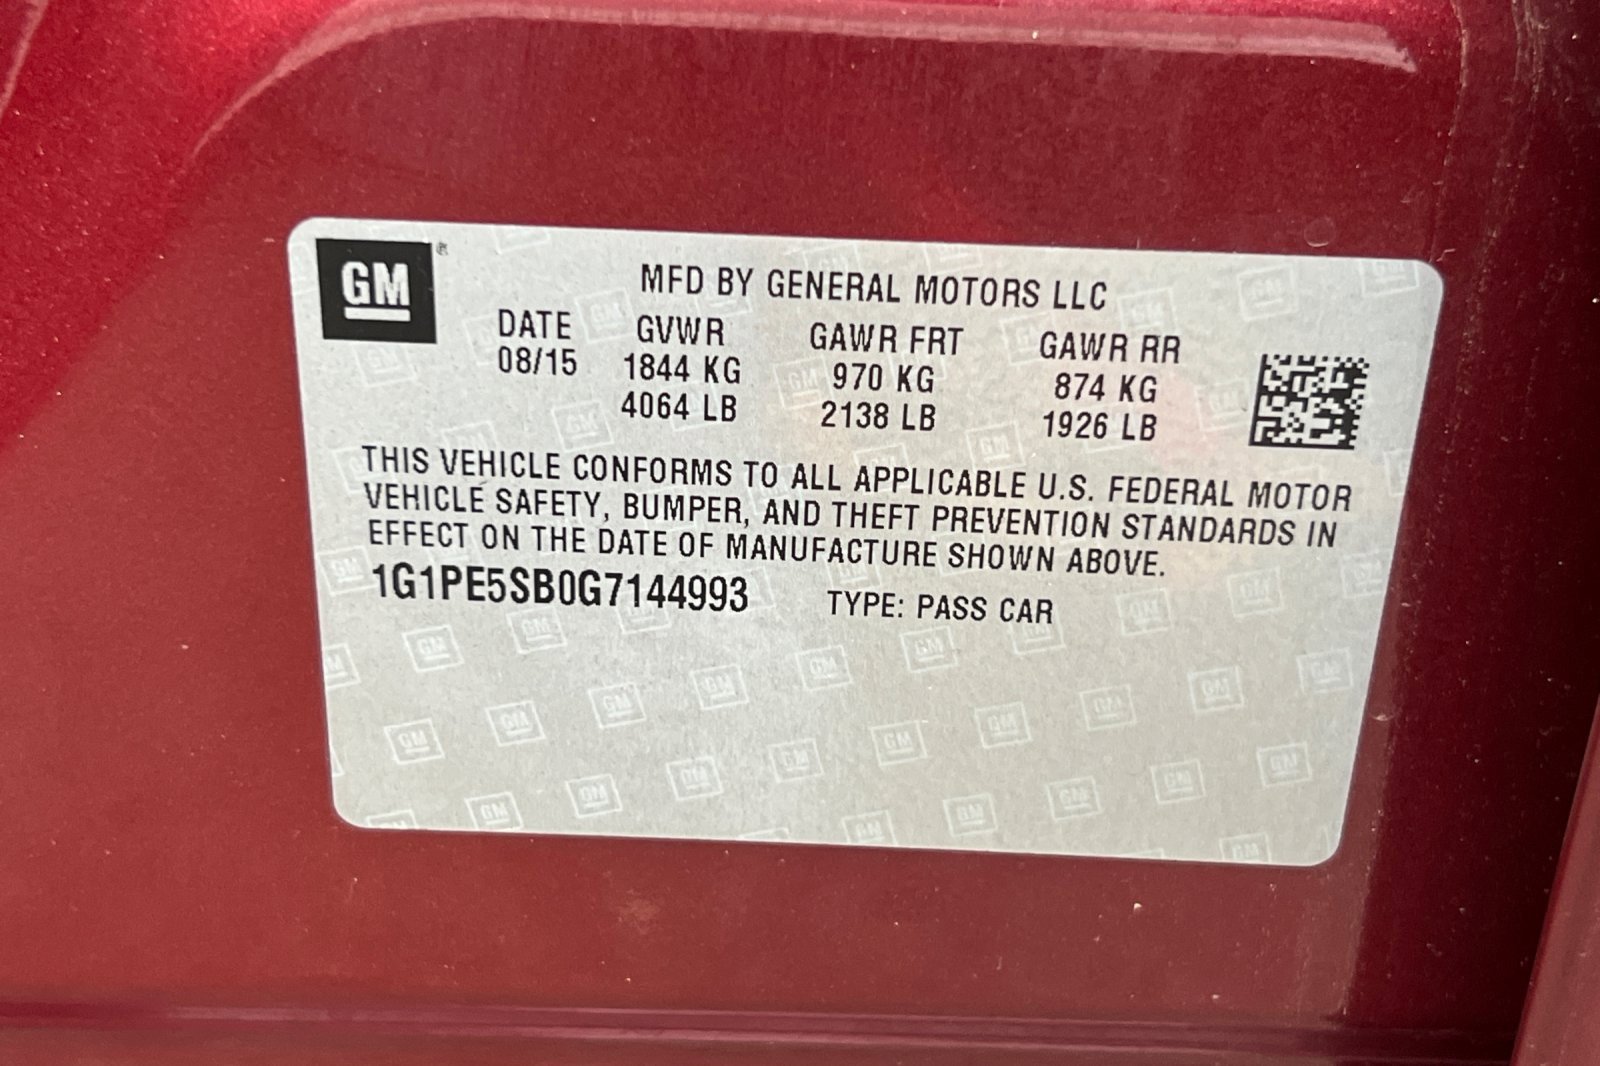 GM ®
MFD BY GENERAL MOTORS LLC
DATE GVWR GAWR FRT GAWR RR
08/15 1844 KG 970 KG 874 KG
4064 LB 2138 LB 1926 LB
THIS VEHICLE CONFORMS TO ALL APPLICABLE U.S. FEDERAL MOTOR
VEHICLE SAFETY, BUMPER, AND THEFT PREVENTION STANDARDS IN
EFFECT ON THE DATE OF MANUFACTURE SHOWN ABOVE.
1G1PE5SB0G7144993 TYPE: PASS CAR